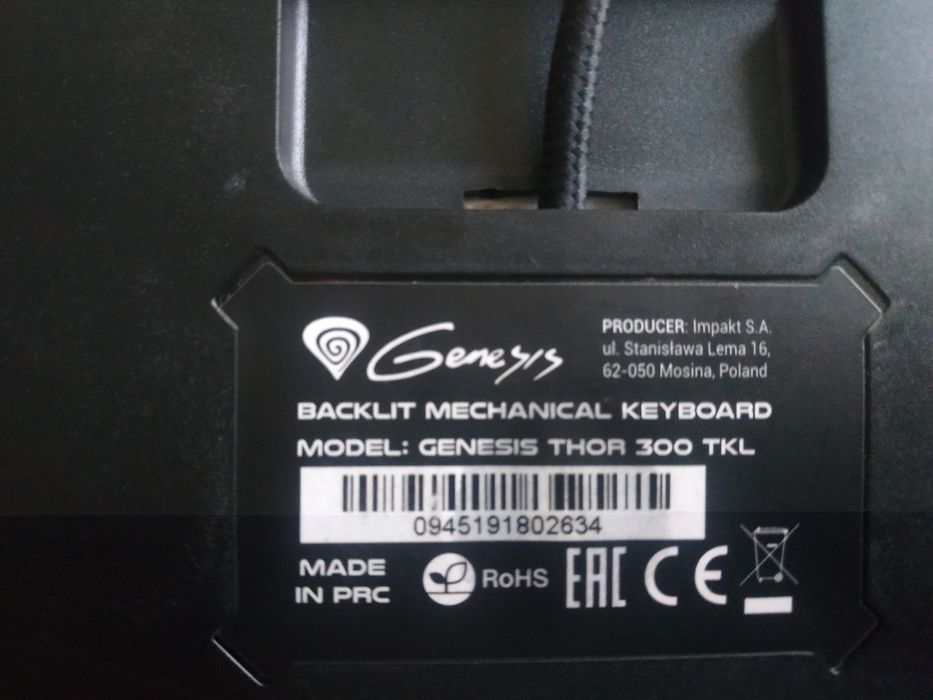 Genesis
PRODUCER: Impakt S.A.
ul. Stanisława Lema 16,
62-050 Mosina, Poland
BACKLIT MECHANICAL KEYBOARD
MODEL: GENESIS THOR 300 TKL
0945191802634
MADE
IN PRC
RoHS
EAC
CE